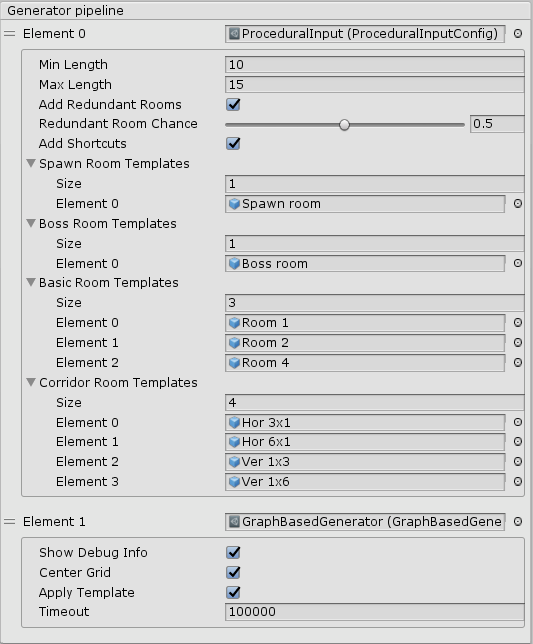 Generator pipeline
Element 0 ProceduralInput (ProceduralInputConfig)
Min Length 10
Max Length 15
Add Redundant Rooms
Redundant Room Chance 0.5
Add Shortcuts
Spawn Room Templates
Size 1
Element 0 Spawn room
Boss Room Templates
Size 1
Element 0 Boss room
Basic Room Templates
Size 3
Element 0 Room 1
Element 1 Room 2
Element 2 Room 4
Corridor Room Templates
Size 4
Element 0 Hor 3x1
Element 1 Hor 6x1
Element 2 Ver 1x3
Element 3 Ver 1x6
Element 1 GraphBasedGenerator (GraphBasedGene
Show Debug Info
Center Grid
Apply Template
Timeout 100000